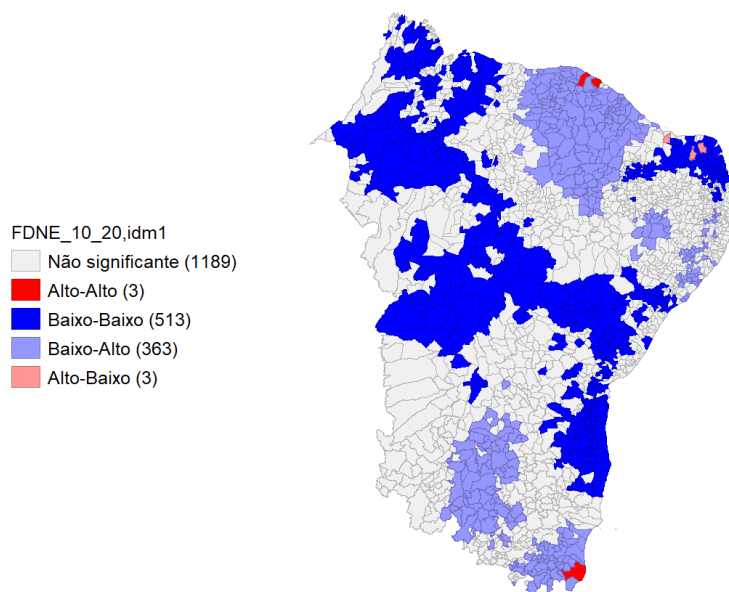 FDNE_10_20,idm1
Não significante (1189)
Alto-Alto (3)
Baixo-Baixo (513)
Baixo-Alto (363)
Alto-Baixo (3)